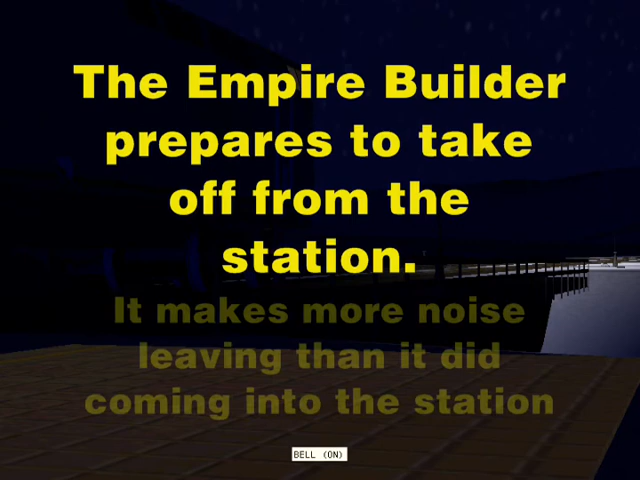 The Empire Builder
prepares to take
off from the
station.
It makes more noise
leaving than it did
coming into the station
BELL (ON)